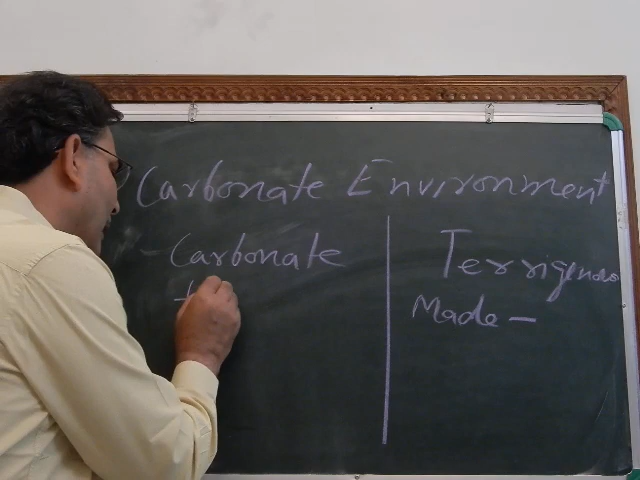 Carbonate Environment
Carbonate
Terrigenous
Made -